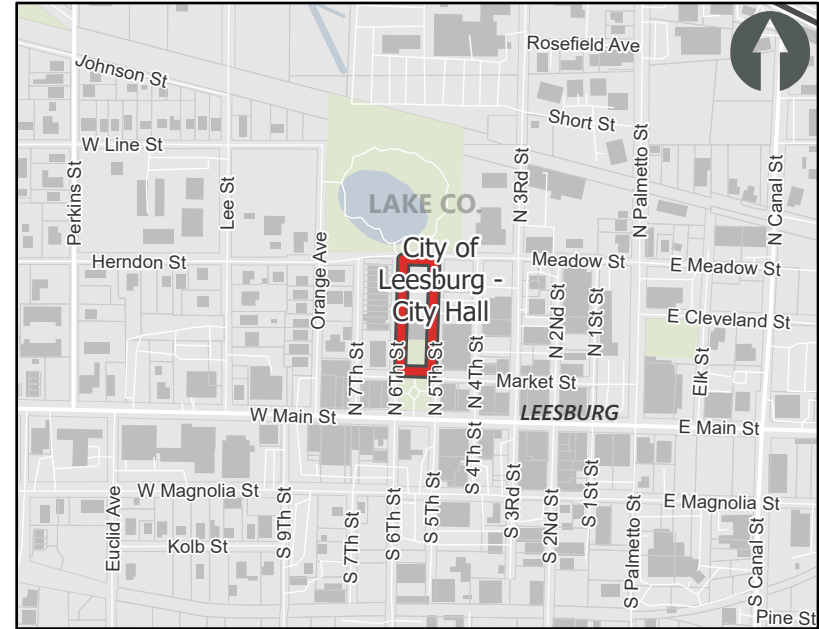 Rosefield Ave
Johnson St
Short St
W Line St
N Palmetto St
N 3Rd St
N Canal St
Perkins St
Lee St
LAKE CO.
Orange Ave
City of
Leesburg -
City Hall
Herndon St
Meadow St
E Meadow St
N 2Nd St
N 1St St
E Cleveland St
N 7Th St
N 6Th St
N 5Th St
N 4Th St
Elk St
Market St
W Main St
LEESBURG
E Main St
S 4Th St
W Magnolia St
E Magnolia St
Euclid Ave
S 9Th St
S 7Th St
S 6Th St
S 5Th St
S 3Rd St
S 2Nd St
S 1St St
S Palmetto St
S Canal St
Kolb St
Pine St